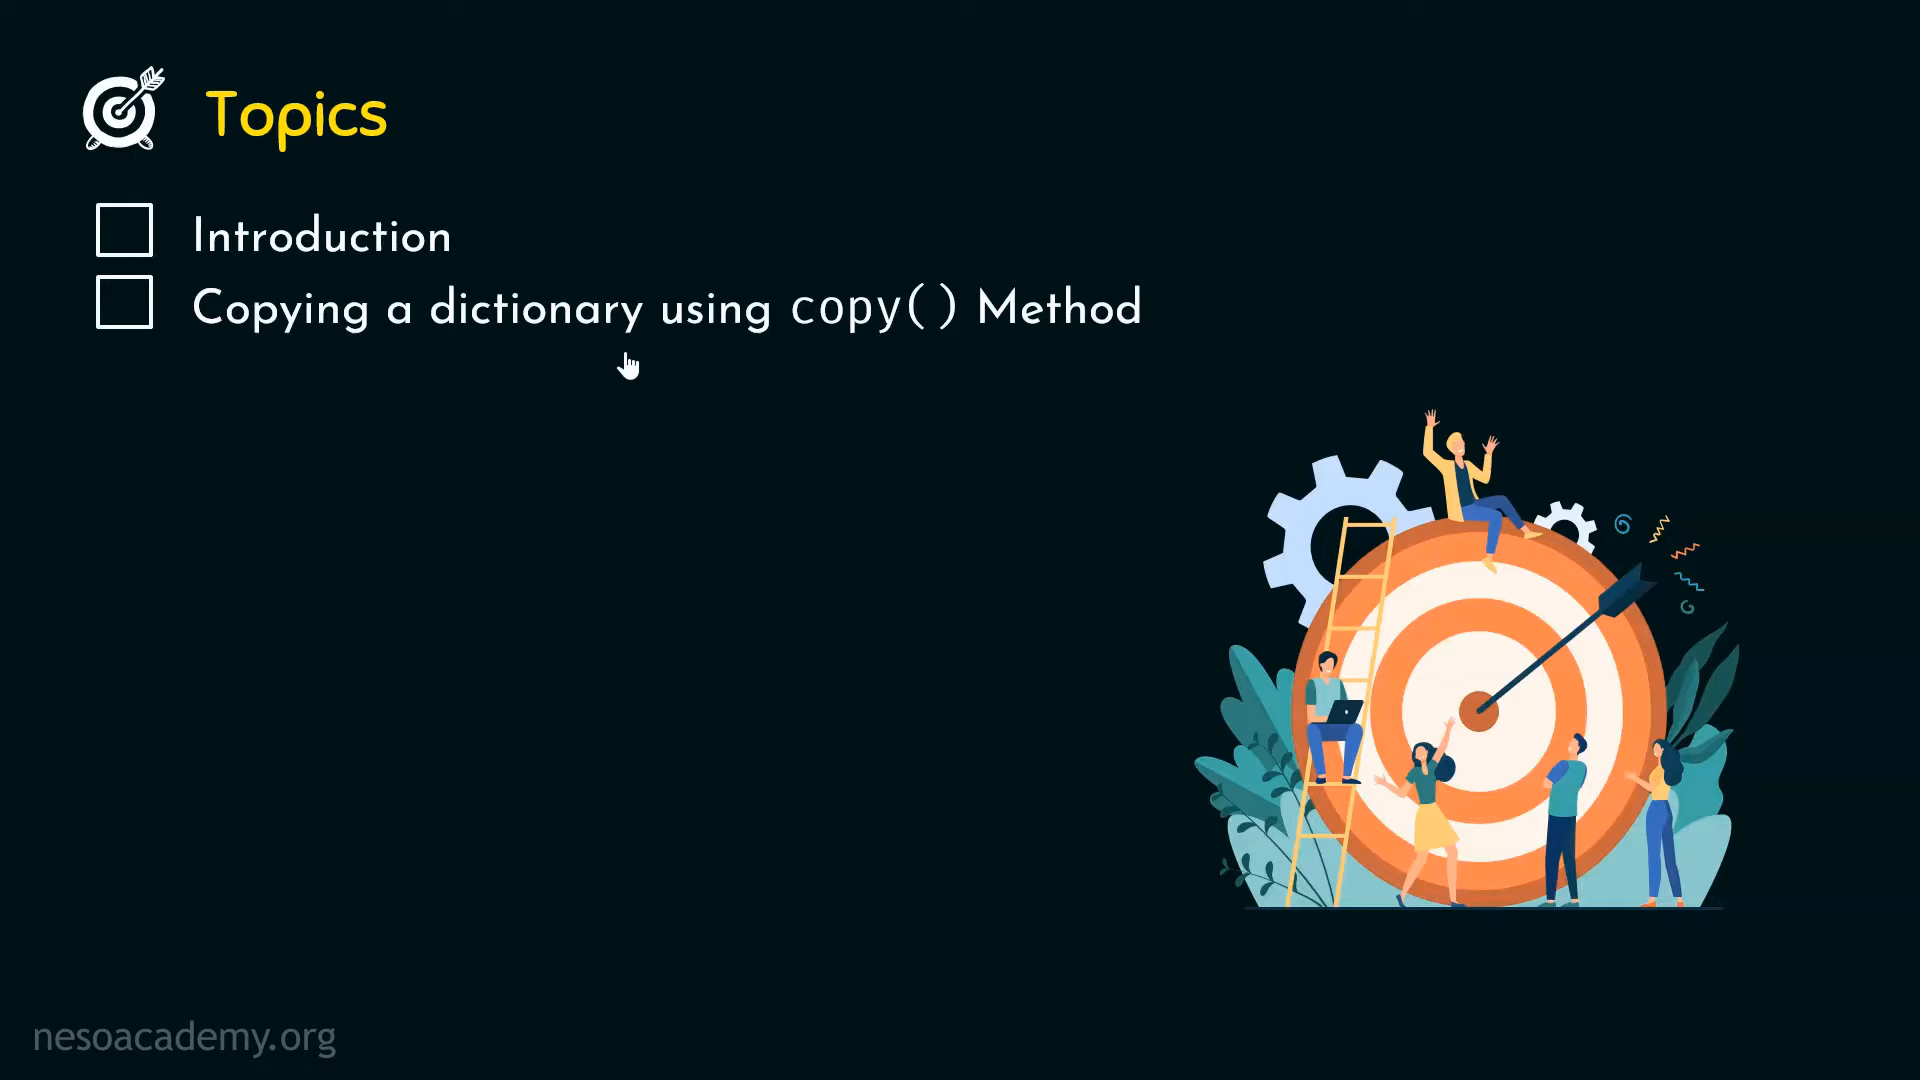 Topics
Introduction
Copying a dictionary using copy() Method
nesoacademy.org